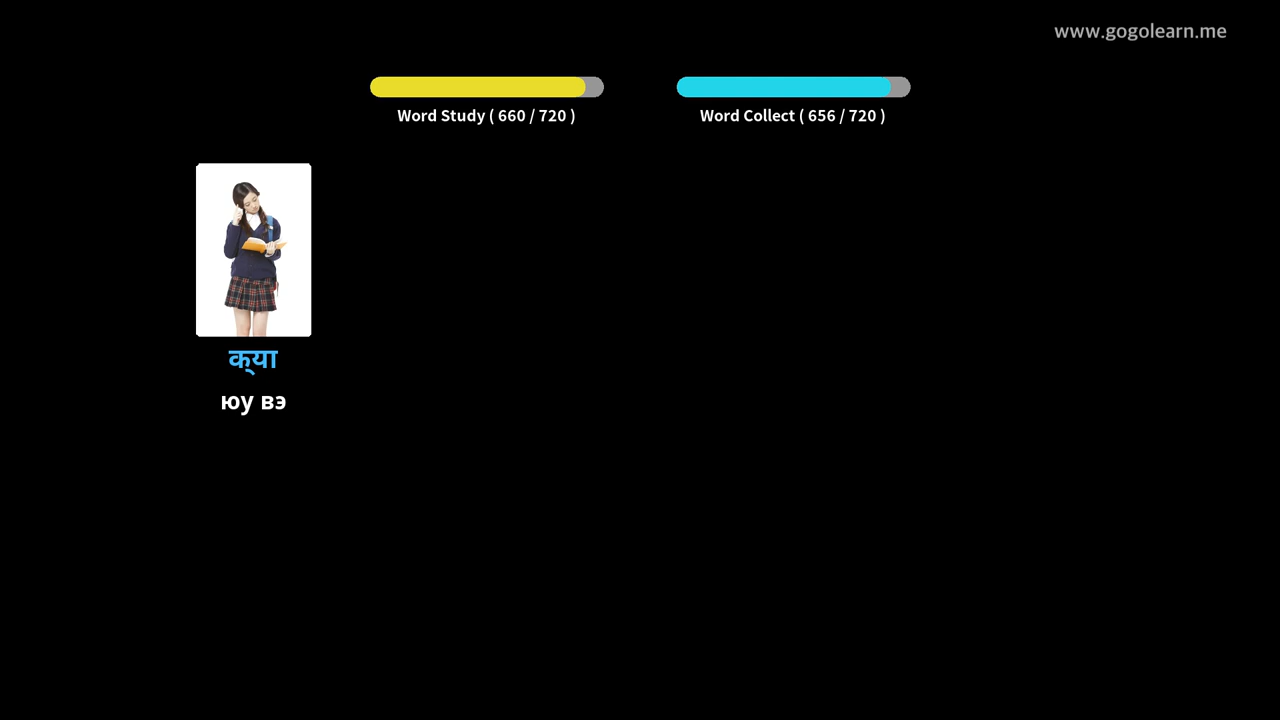 www.gogolearn.me
Word Study ( 660 / 720 )
Word Collect ( 656 / 720 )
क्या
юу вэ